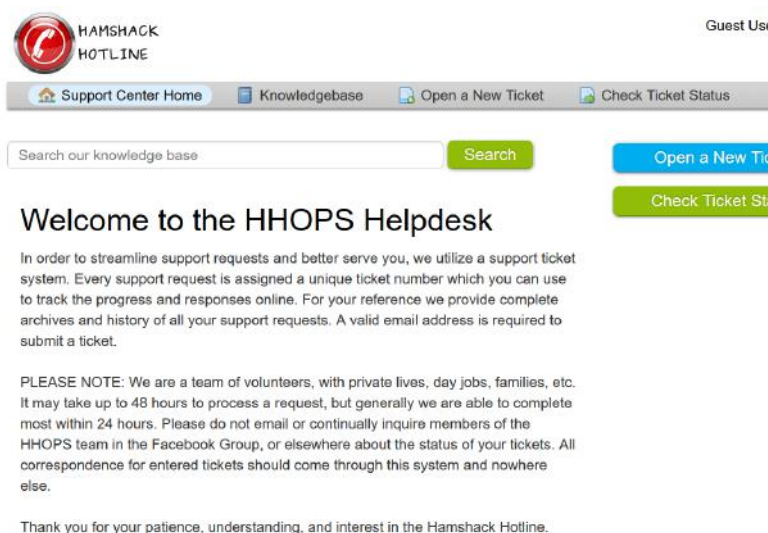 HAMSHACK
HOTLINE
Guest Use
Support Center Home Knowledgebase Open a New Ticket Check Ticket Status
Search our knowledge base Search
Open a New Tic
Check Ticket Sta
Welcome to the HHOPS Helpdesk
In order to streamline support requests and better serve you, we utilize a support ticket
system. Every support request is assigned a unique ticket number which you can use
to track the progress and responses online. For your reference we provide complete
archives and history of all your support requests. A valid email address is required to
submit a ticket.
PLEASE NOTE: We are a team of volunteers, with private lives, day jobs, families, etc.
It may take up to 48 hours to process a request, but generally we are able to complete
most within 24 hours. Please do not email or continually inquire members of the
HHOPS team in the Facebook Group, or elsewhere about the status of your tickets. All
correspondence for entered tickets should come through this system and nowhere
else.
Thank you for your patience, understanding, and interest in the Hamshack Hotline.